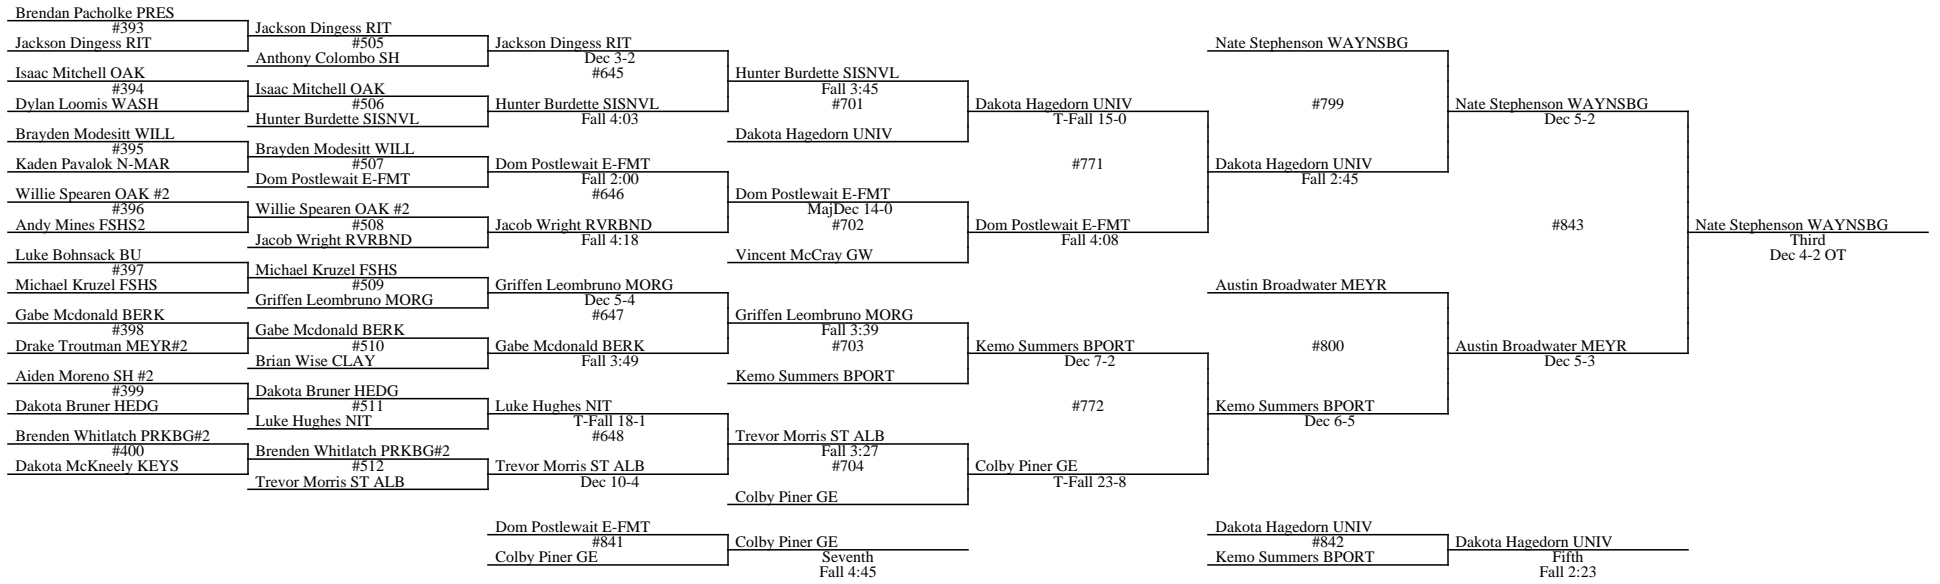 Brendan Pacholke PRES
#393
Jackson Dingess RIT
Isaac Mitchell OAK
#394
Dylan Loomis WASH
Brayden Modesitt WILL
#395
Kaden Pavalok N-MAR
Willie Spearen OAK #2
#396
Andy Mines FSHS2
Luke Bohnsack BU
#397
Michael Kruzel FSHS
Gabe Mcdonald BERK
#398
Drake Troutman MEYR#2
Aiden Moreno SH #2
#399
Dakota Bruner HEDG
Brenden Whitlatch PRKBG#2
#400
Dakota McKneely KEYS
Jackson Dingess RIT
#505
Anthony Colombo SH
Isaac Mitchell OAK
#506
Hunter Burdette SISNVL
Brayden Modesitt WILL
#507
Dom Postlewait E-FMT
Willie Spearen OAK #2
#508
Jacob Wright RVRBND
Michael Kruzel FSHS
#509
Griffen Leombruno MORG
Gabe Mcdonald BERK
#510
Brian Wise CLAY
Dakota Bruner HEDG
#511
Luke Hughes NIT
Brenden Whitlatch PRKBG#2
#512
Trevor Morris ST ALB
Jackson Dingess RIT
Dec 3-2
#645
Hunter Burdette SISNVL
Fall 4:03
Dom Postlewait E-FMT
Fall 2:00
#646
Jacob Wright RVRBND
Fall 4:18
Griffen Leombruno MORG
Dec 5-4
#647
Gabe Mcdonald BERK
Fall 3:49
Luke Hughes NIT
T-Fall 18-1
#648
Trevor Morris ST ALB
Dec 10-4
Hunter Burdette SISNVL
Fall 3:45
#701
Dakota Hagedorn UNIV
Dom Postlewait E-FMT
MajDec 14-0
#702
Vincent McCray GW
Griffen Leombruno MORG
Fall 3:39
#703
Kemo Summers BPORT
Trevor Morris ST ALB
Fall 3:27
#704
Colby Piner GE
Dakota Hagedorn UNIV
T-Fall 15-0
#771
Dom Postlewait E-FMT
Fall 4:08
Kemo Summers BPORT
Dec 7-2
#772
Colby Piner GE
T-Fall 23-8
Nate Stephenson WAYNSBG
#799
Dakota Hagedorn UNIV
Fall 2:45
Austin Broadwater MEYR
#800
Kemo Summers BPORT
Dec 6-5
Nate Stephenson WAYNSBG
Dec 5-2
#843
Austin Broadwater MEYR
Dec 5-3
Nate Stephenson WAYNSBG
Third
Dec 4-2 OT
Dom Postlewait E-FMT
#841
Colby Piner GE
Colby Piner GE
Seventh
Fall 4:45
Dakota Hagedorn UNIV
#842
Kemo Summers BPORT
Dakota Hagedorn UNIV
Fifth
Fall 2:23